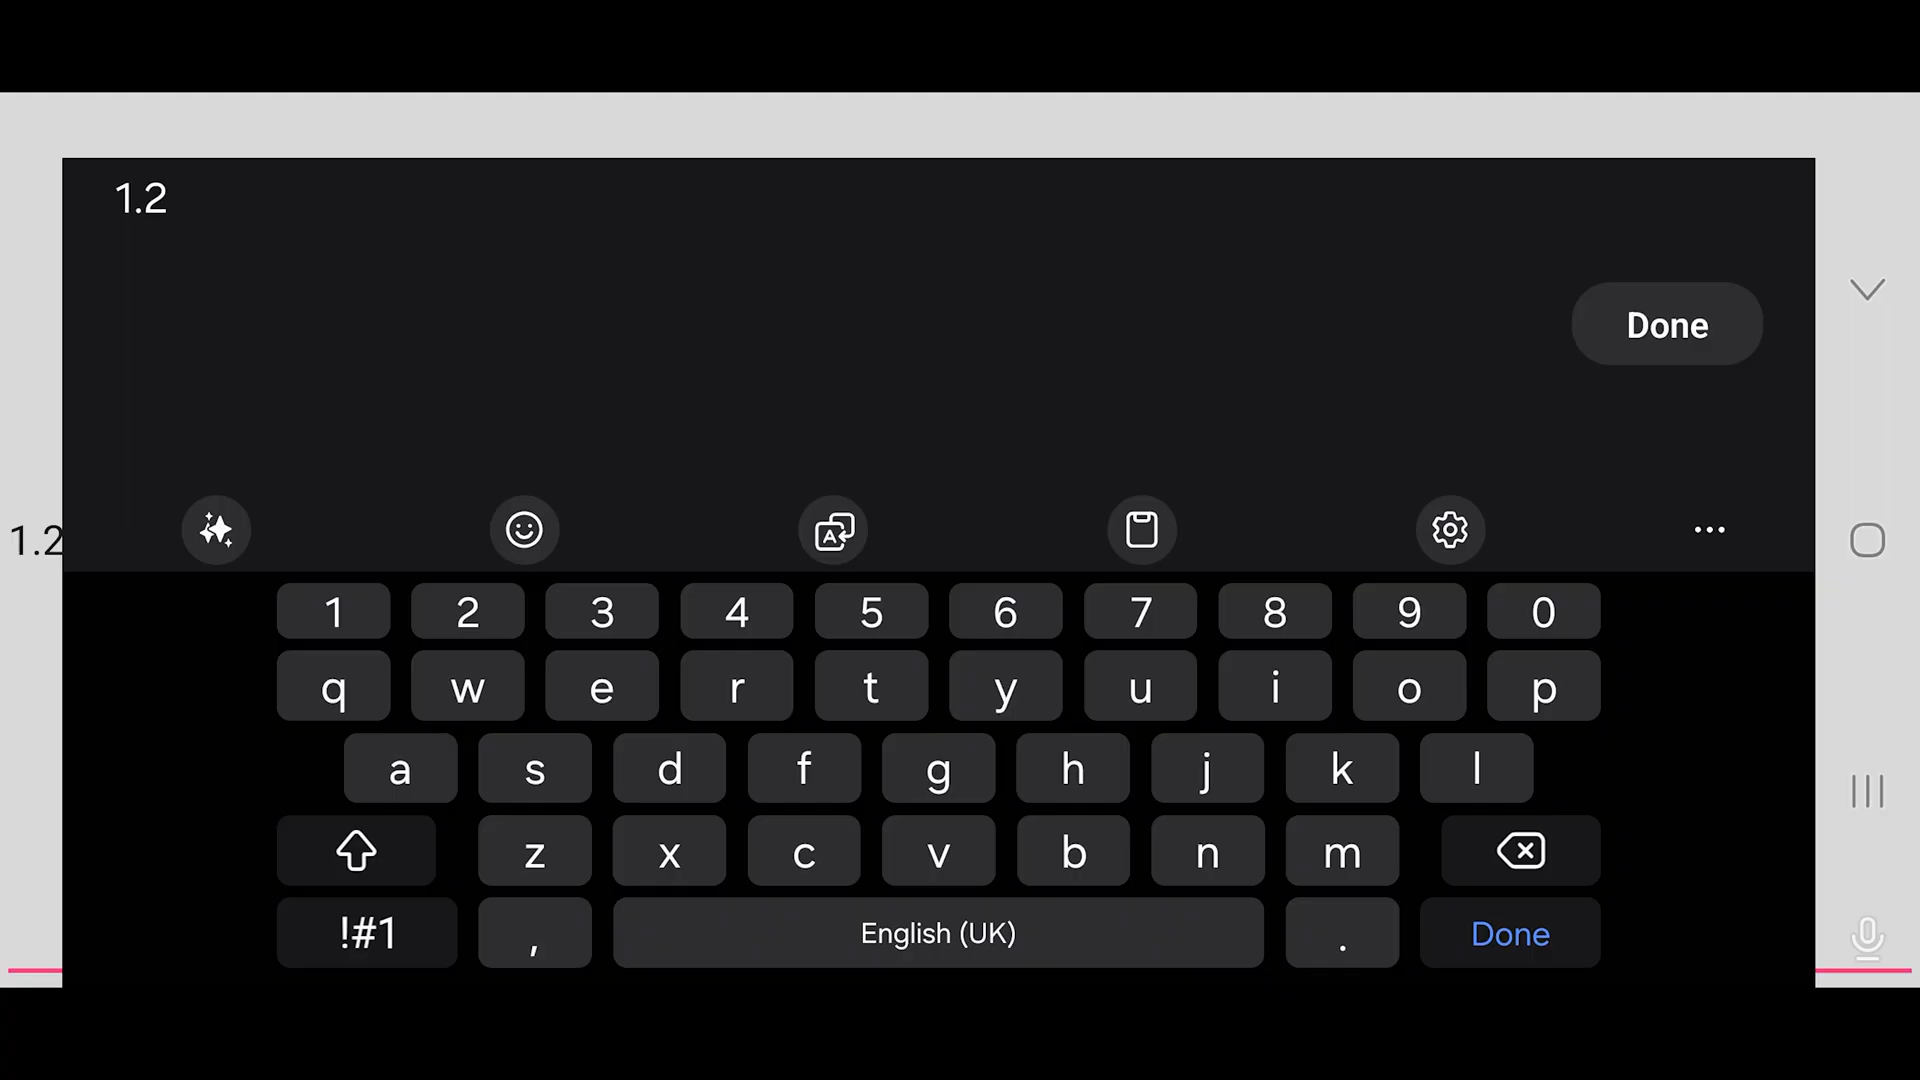 1.2
Done
1.2
1 2 3 4 5 6 7 8 9 0
q w e r t y u i o p
a s d f g h j k l
z x c v b n m
!#1 , English (UK) . Done